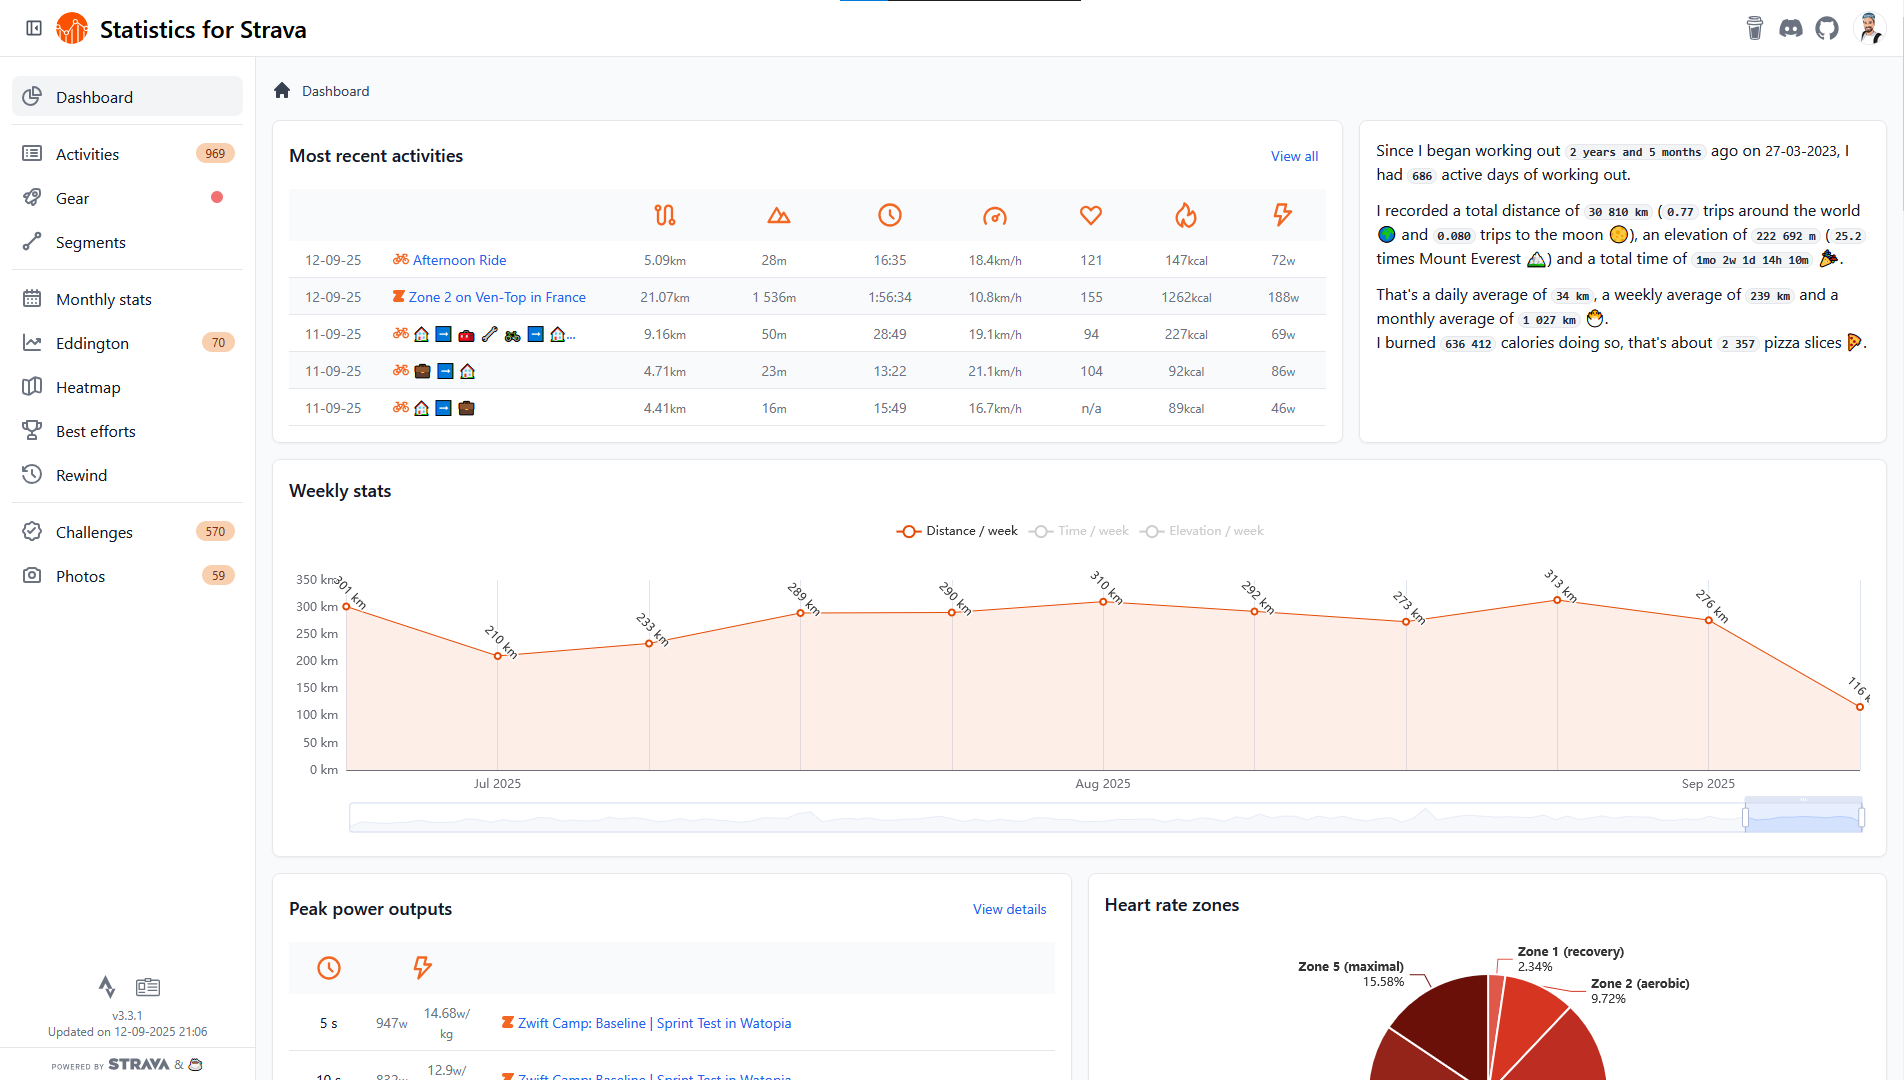 Statistics for Strava
Dashboard
Activities 969
Gear
Segments
Monthly stats
Eddington 70
Heatmap
Best efforts
Rewind
Challenges 570
Photos 59
v3.3.1
Updated on 12-09-2025 21:06
POWERED BY STRAVA &
Dashboard
Most recent activities View all
12-09-25 Afternoon Ride 5.09km 28m 16:35 18.4km/h 121 147kcal 72w
12-09-25 Zone 2 on Ven-Top in France 21.07km 1 536m 1:56:34 10.8km/h 155 1262kcal 188w
11-09-25 ... 9.16km 50m 28:49 19.1km/h 94 227kcal 69w
11-09-25 4.71km 23m 13:22 21.1km/h 104 92kcal 86w
11-09-25 4.41km 16m 15:49 16.7km/h n/a 89kcal 46w
Since I began working out 2 years and 5 months ago on 27-03-2023, I
had 686 active days of working out.
I recorded a total distance of 30 810 km ( 0.77 trips around the world
and 0.080 trips to the moon ), an elevation of 222 692 m ( 25.2
times Mount Everest ) and a total time of 1mo 2w 1d 14h 10m .
That's a daily average of 34 km , a weekly average of 239 km and a
monthly average of 1 027 km .
I burned 636 412 calories doing so, that's about 2 357 pizza slices .
Weekly stats
Distance / week Time / week Elevation / week
350 km
300 km
250 km
200 km
150 km
100 km
50 km
0 km
301 km
210 km
233 km
289 km
290 km
310 km
292 km
273 km
313 km
276 km
116 k
Jul 2025 Aug 2025 Sep 2025
Peak power outputs View details
5 s 947w 14.68w/
kg
Zwift Camp: Baseline | Sprint Test in Watopia
10 s 832w 12.9w/
Zwift Camp: Baseline | Sprint Test in Watopia
Heart rate zones
Zone 1 (recovery)
2.34%
Zone 5 (maximal)
15.58%
Zone 2 (aerobic)
9.72%